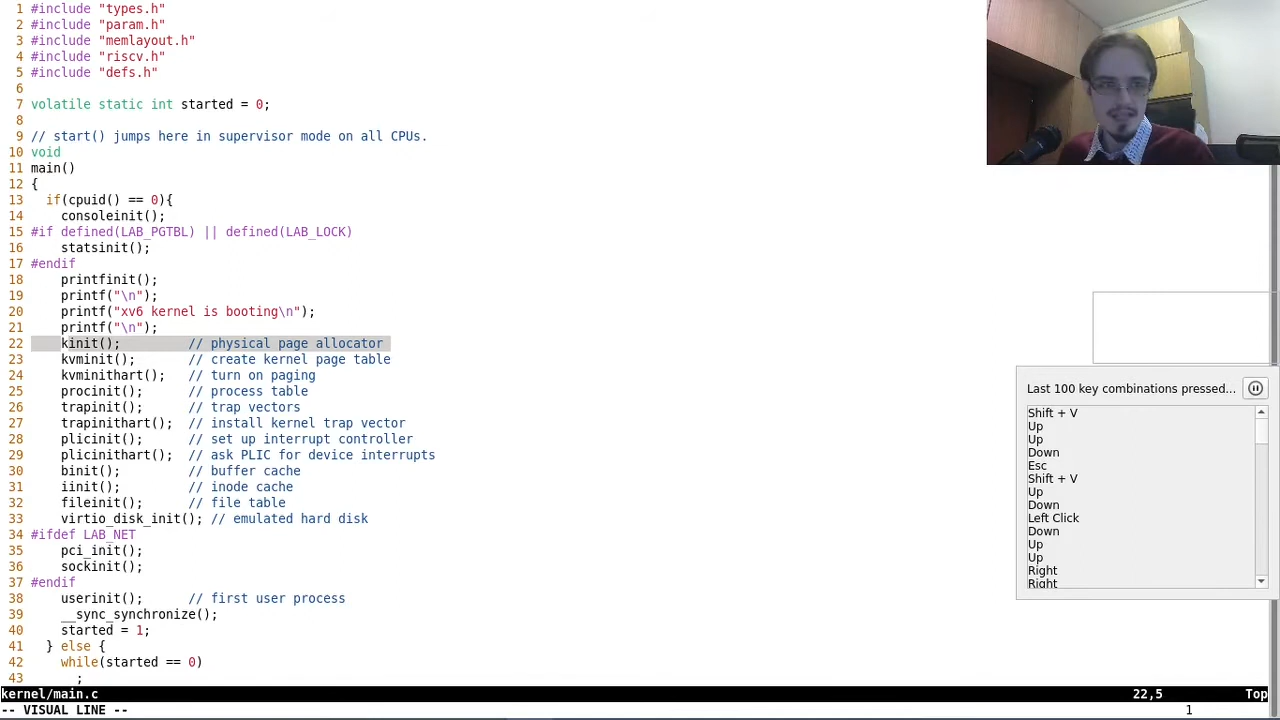 1 #include "types.h"
2 #include "param.h"
3 #include "memlayout.h"
4 #include "riscv.h"
5 #include "defs.h"
6
7 volatile static int started = 0;
8
9 // start() jumps here in supervisor mode on all CPUs.
10 void
11 main()
12 {
13   if(cpuid() == 0){
14     consoleinit();
15 #if defined(LAB_PGTBL) || defined(LAB_LOCK)
16     statsinit();
17 #endif
18     printfinit();
19     printf("\n");
20     printf("xv6 kernel is booting\n");
21     printf("\n");
22     kinit();         // physical page allocator
23     kvminit();       // create kernel page table
24     kvminithart();   // turn on paging
25     procinit();      // process table
26     trapinit();      // trap vectors
27     trapinithart();  // install kernel trap vector
28     plicinit();      // set up interrupt controller
29     plicinithart();  // ask PLIC for device interrupts
30     binit();         // buffer cache
31     iinit();         // inode cache
32     fileinit();      // file table
33     virtio_disk_init(); // emulated hard disk
34 #ifdef LAB_NET
35     pci_init();
36     sockinit();
37 #endif
38     userinit();      // first user process
39     __sync_synchronize();
40     started = 1;
41   } else {
42     while(started == 0)
43       ;
kernel/main.c 22,5 Top
-- VISUAL LINE -- 1
Last 100 key combinations pressed...
Shift + V
Up
Up
Down
Esc
Shift + V
Up
Down
Left Click
Down
Up
Up
Right
Right